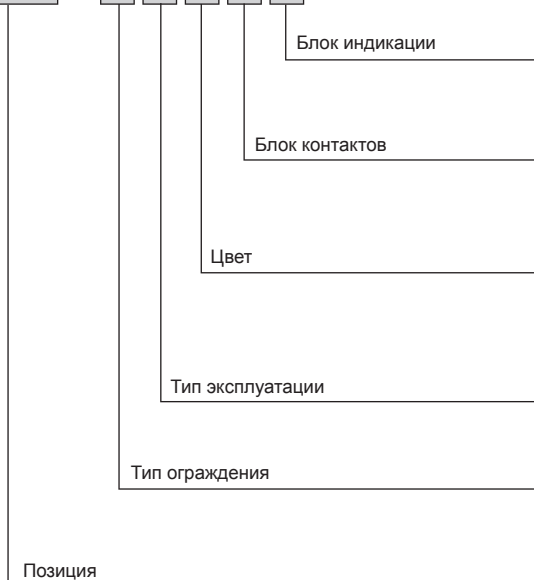 Блок индикации
Блок контактов
Цвет
Тип эксплуатации
Тип ограждения
Позиция